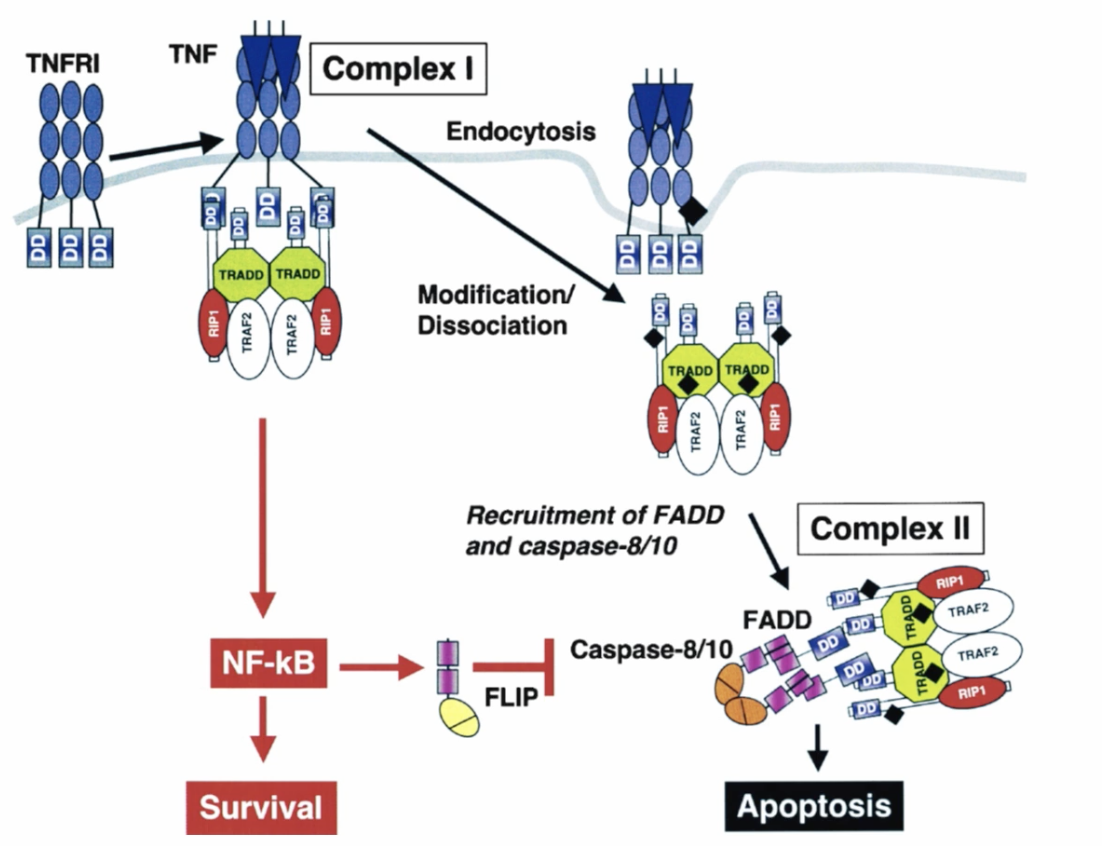 TNFRI
TNF
Complex I
Endocytosis
DD
DD
DD
DD
DD
DD
DD
DD
TRADD
TRADD
RIP1
TRAF2
TRAF2
RIP1
DD
DD
DD
Modification/
Dissociation
DD
DD
DD
DD
TRADD
TRADD
RIP1
TRAF2
TRAF2
RIP1
Recruitment of FADD
and caspase-8/10
Complex II
FADD
Caspase-8/10
DD
DD
DD
DD
DD
DD
RIP1
TRADD
TRAF2
TRAF2
TRADD
RIP1
NF-kB
FLIP
Survival
Apoptosis